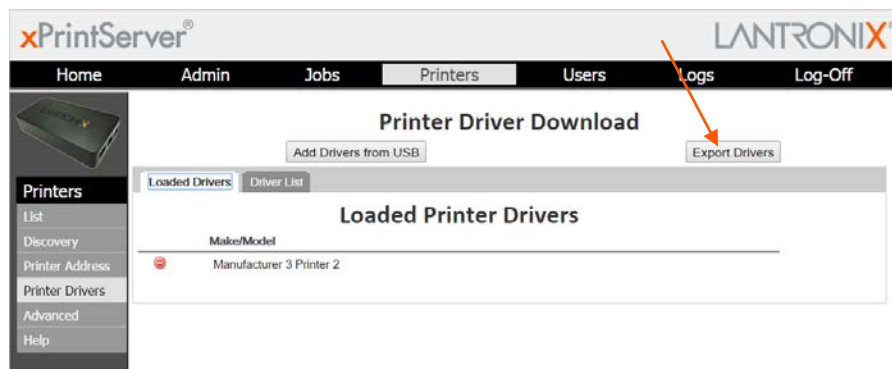 xPrintServer®
LANTRONIX®
Home Admin Jobs Printers Users Logs Log-Off
Printer Driver Download
Add Drivers from USB Export Drivers
Printers
List
Discovery
Printer Address
Printer Drivers
Advanced
Help
Loaded Drivers Driver List
Loaded Printer Drivers
Make/Model
Manufacturer 3 Printer 2